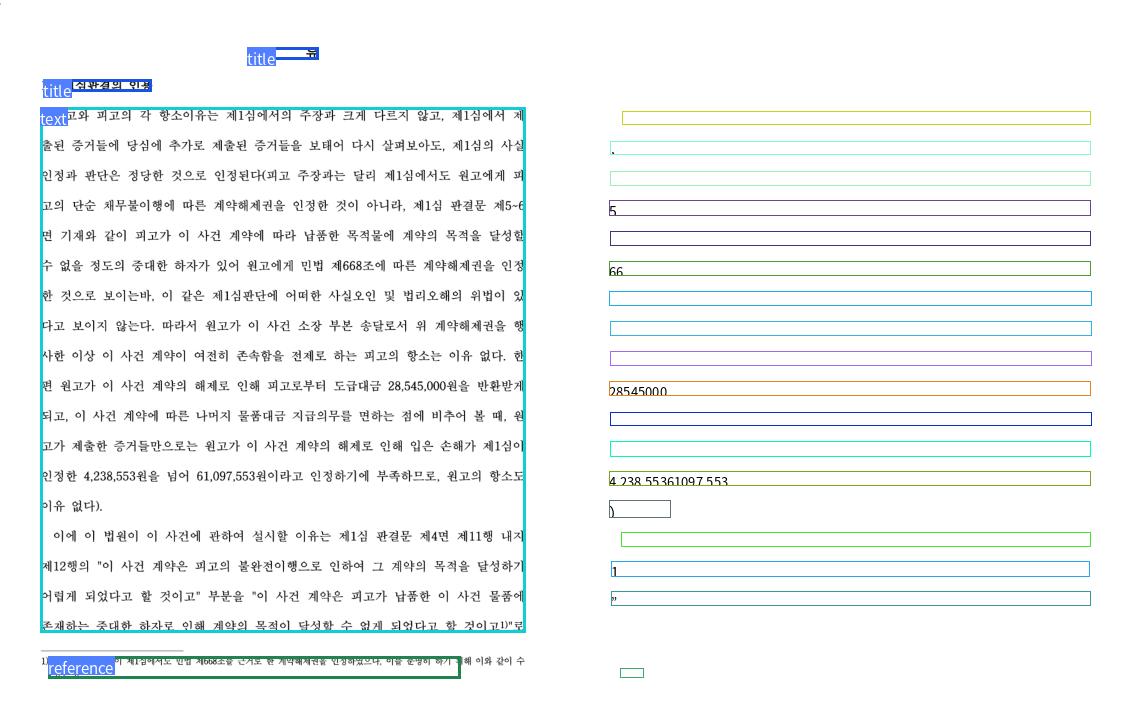 title
title 심판결의 인용
text 고와 피고의 각 항소이유는 제1심에서의 주장과 크게 다르지 않고, 제1심에서 제
출된 증거들에 당심에 추가로 제출된 증거들을 보태어 다시 살펴보아도, 제1심의 사실
인정과 판단은 정당한 것으로 인정된다(피고 주장과는 달리 제1심에서도 원고에게 피
고의 단순 채무불이행에 따른 계약해제권을 인정한 것이 아니라, 제1심 판결문 제5~6
면 기재와 같이 피고가 이 사건 계약에 따라 납품한 목적물에 계약의 목적을 달성할
수 없을 정도의 중대한 하자가 있어 원고에게 민법 제668조에 따른 계약해제권을 인정
한 것으로 보이는바, 이 같은 제1심판단에 어떠한 사실오인 및 법리오해의 위법이 있
다고 보이지 않는다. 따라서 원고가 이 사건 소장 부본 송달로서 위 계약해제권을 행
사한 이상 이 사건 계약이 여전히 존속함을 전제로 하는 피고의 항소는 이유 없다. 한
편 원고가 이 사건 계약의 해제로 인해 피고로부터 도급대금 28,545,000원을 반환받게
되고, 이 사건 계약에 따른 나머지 물품대금 지급의무를 면하는 점에 비추어 볼 때, 원
고가 제출한 증거들만으로는 원고가 이 사건 계약의 해제로 인해 입은 손해가 제1심이
인정한 4,238,553원을 넘어 61,097,553원이라고 인정하기에 부족하므로, 원고의 항소도
이유 없다).
이에 이 법원이 이 사건에 관하여 설시할 이유는 제1심 판결문 제4면 제11행 내지
제12행의 "이 사건 계약은 피고의 불완전이행으로 인하여 그 계약의 목적을 달성하기
어렵게 되었다고 할 것이고" 부분을 "이 사건 계약은 피고가 납품한 이 사건 물품에
존재하는 중대한 하자로 인해 계약의 목적이 달성할 수 없게 되었다고 할 것이고1)"로
1) reference 이 제1심에서도 민법 제668조를 근거로 한 계약해제권을 인정하였으나, 이를 분명히 하기 위해 이와 같이 수
,
5
66
28545000
4,238,55361097,553
)
1
"